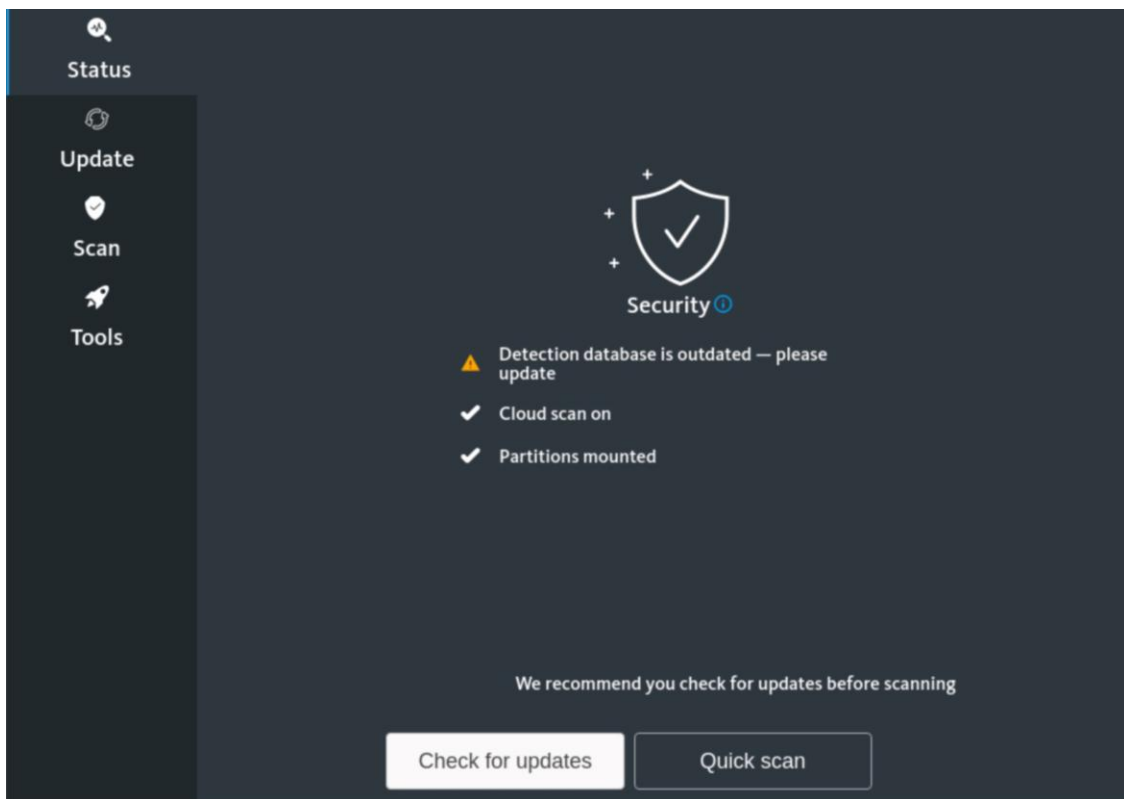 Status
Update
Scan
Tools
Security
Detection database is outdated — please
update
Cloud scan on
Partitions mounted
We recommend you check for updates before scanning
Check for updates
Quick scan